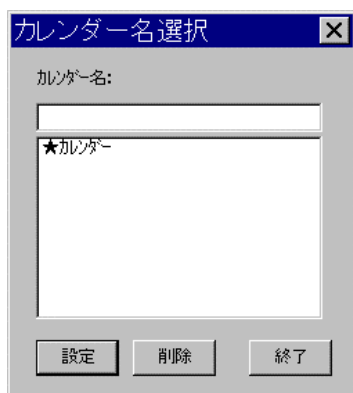 カレンダー名選択
ｶﾚﾝﾀﾞｰ名:
★ｶﾚﾝﾀﾞｰ
設定 削除 終了